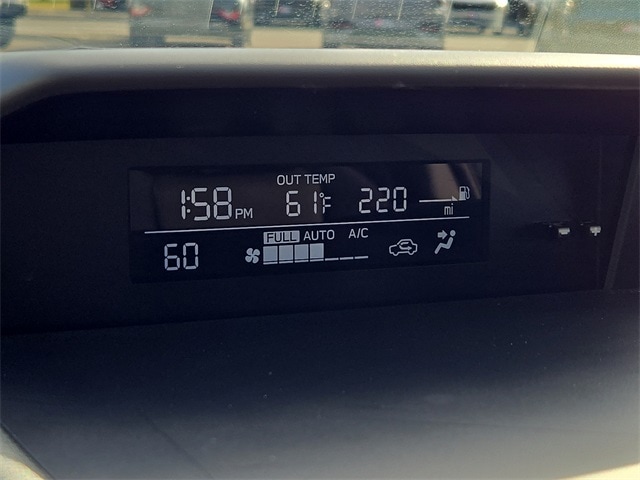 OUT TEMP
1:58 PM 61°F 220 mi
FULL AUTO A/C
60